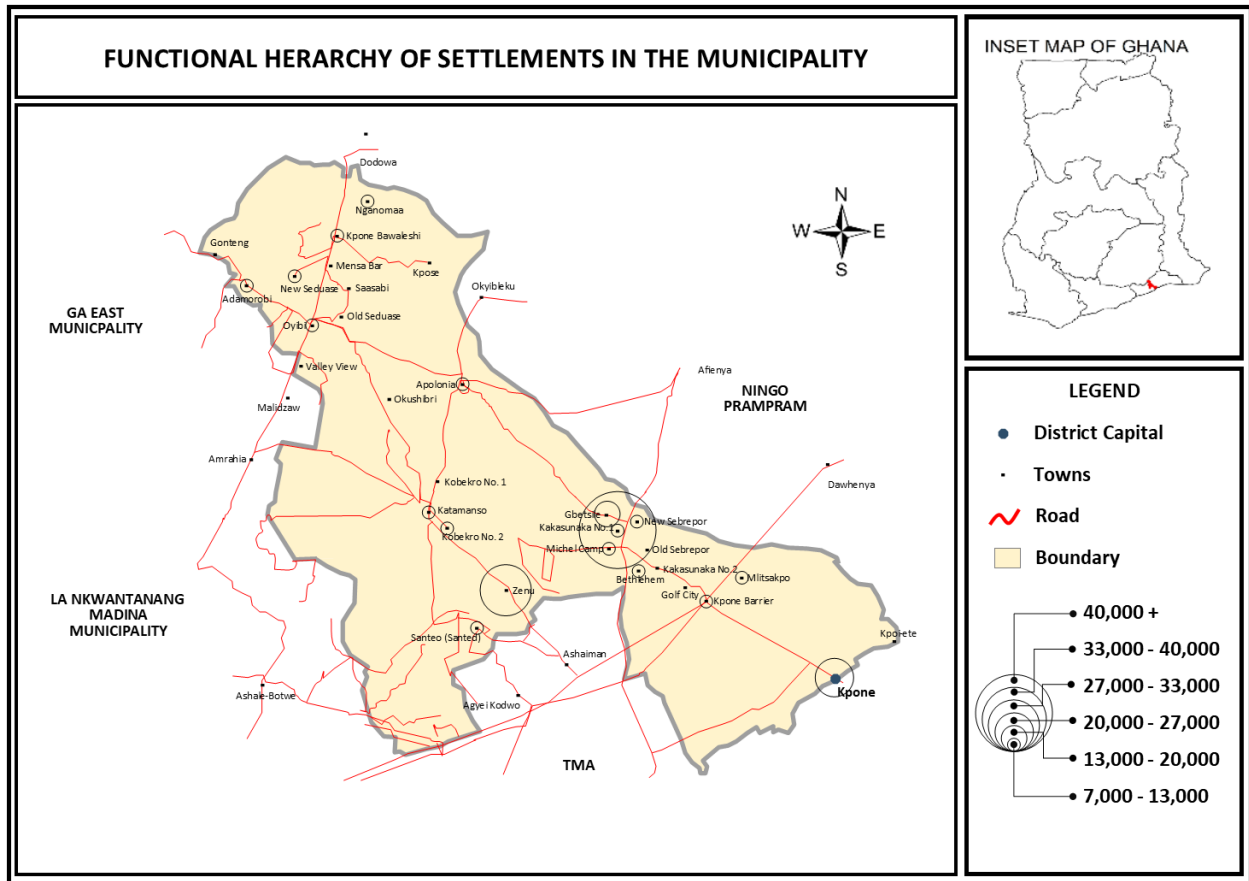 FUNCTIONAL HERARCHY OF SETTLEMENTS IN THE MUNICIPALITY
INSET MAP OF GHANA
Dodowa
Nganomaa
N
W E
S
Kpone Bawaleshi
Gonteng
Mensa Bar
Kpose
New Seduase
Saasabi
Okyibleku
Adamorobi
GA EAST
MUNICPALITY
Old Seduase
Oyibi
Valley View
Afienya
Apolonia
NINGO
PRAMPRAM
Malidzaw
Okushibri
Amrahia
Dawhenya
Kobekro No. 1
Katamanso
Gbetsile
New Sebrepor
Kakasunaka No.1
Kobekro No. 2
Michel Camp
Old Sebrepor
Kakasunaka No.2
Bethlehem
Mlitsakpo
Zenu
Golf City
Kpone Barrier
LA NKWANTANANG
MADINA
MUNICIPALITY
Santeo (Santed)
Kpoi-ete
Ashaiman
Ashale-Botwe
Kpone
Agyei Kodwo
TMA
LEGEND
District Capital
Towns
Road
Boundary
40,000 +
33,000 - 40,000
27,000 - 33,000
20,000 - 27,000
13,000 - 20,000
7,000 - 13,000